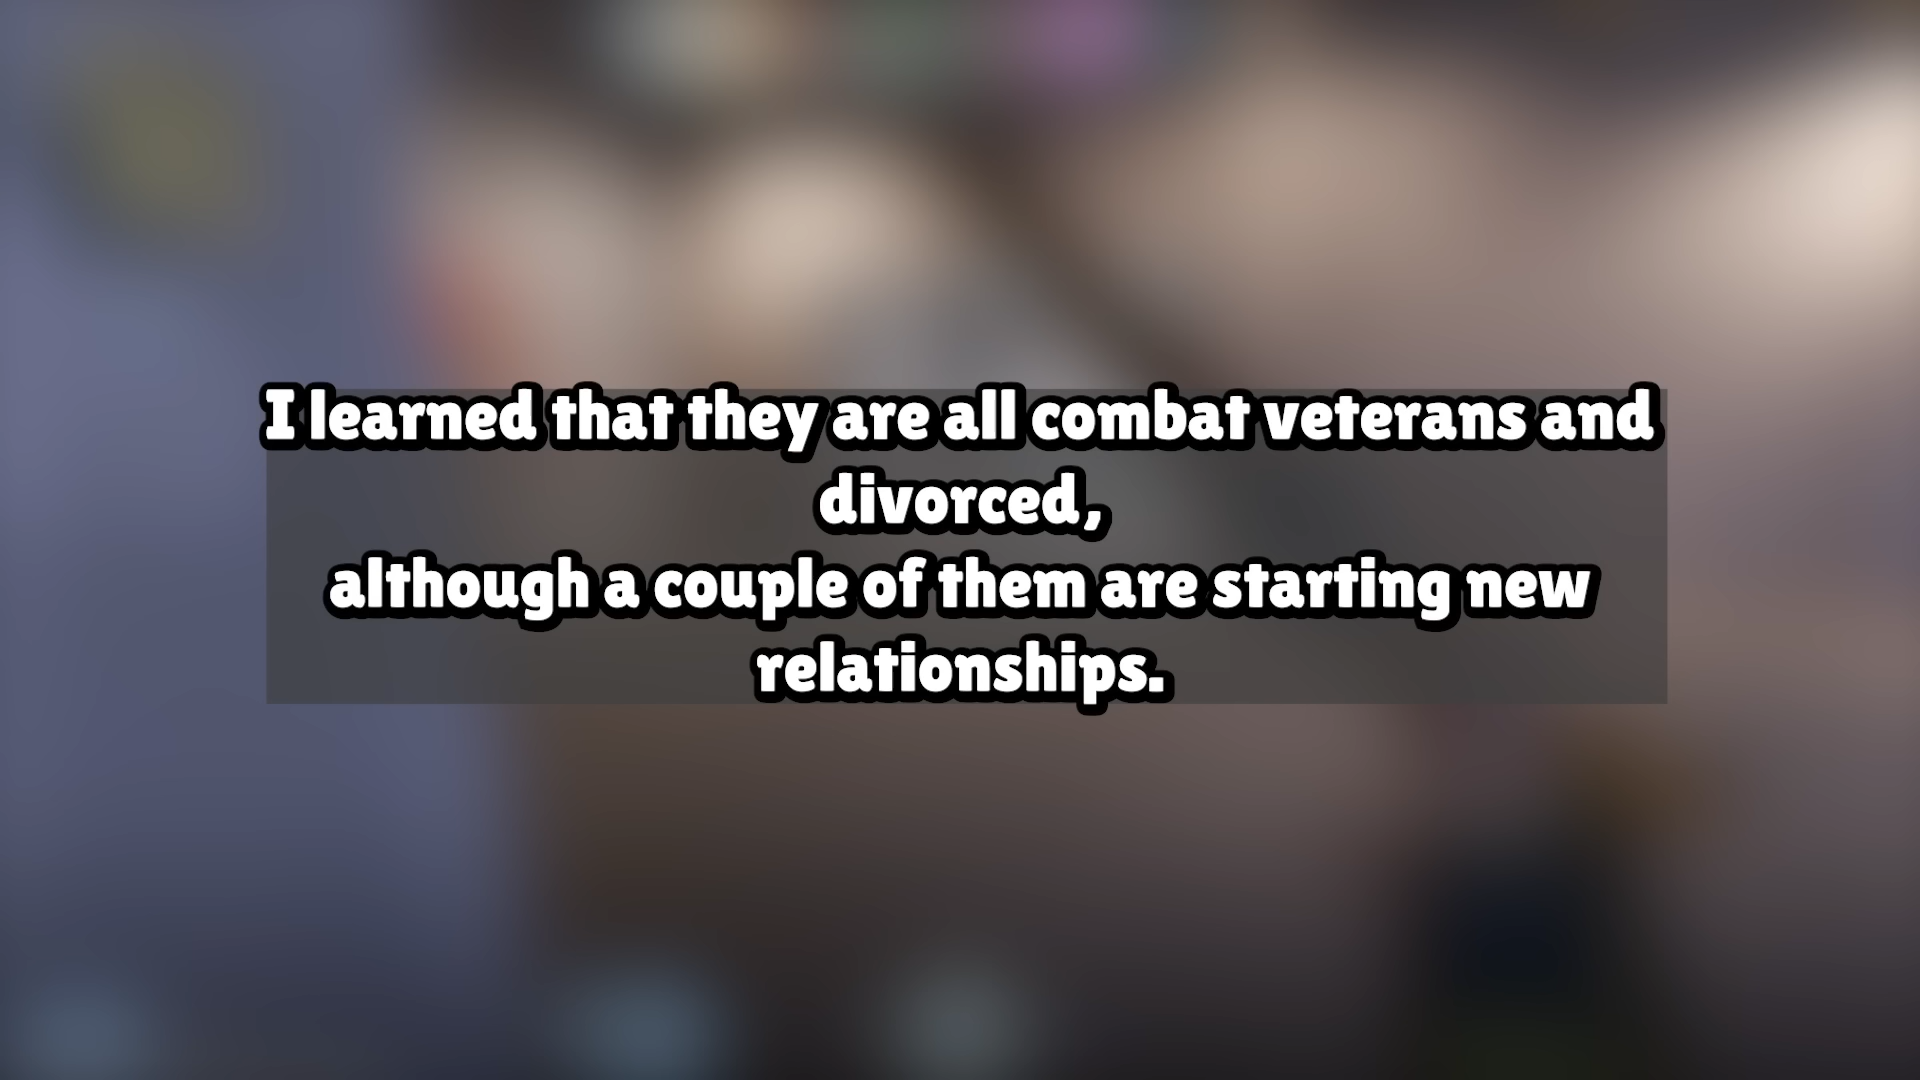 I learned that they are all combat veterans and
divorced,
although a couple of them are starting new
relationships.